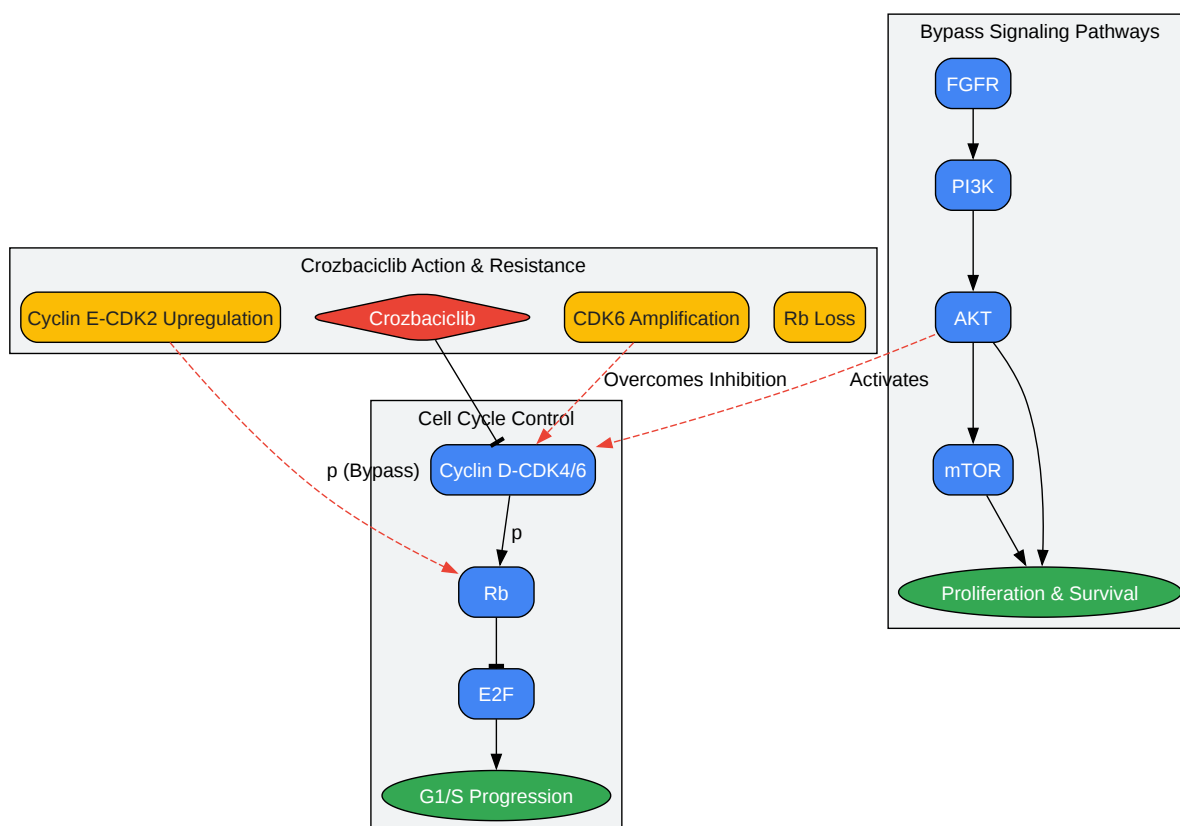 Bypass Signaling Pathways
FGFR
PI3K
Crozbaciclib Action & Resistance
Cyclin E-CDK2 Upregulation
Crozbaciclib
CDK6 Amplification
Rb Loss
AKT
Overcomes Inhibition
Activates
Cell Cycle Control
p (Bypass)
Cyclin D-CDK4/6
mTOR
p
Rb
Proliferation & Survival
E2F
G1/S Progression